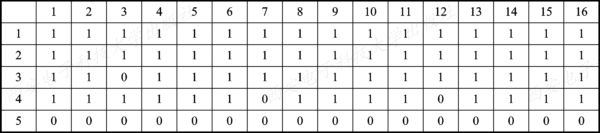 1 2 3 4 5 6 7 8 9 10 11 12 13 14 15 16
1 1 1 1 1 1 1 1 1 1 1 1 1 1 1 1 1
2 1 1 1 1 1 1 1 1 1 1 1 1 1 1 1 1
3 1 1 0 1 1 1 1 1 1 1 1 1 1 1 1 1
4 1 1 1 1 1 1 0 1 1 1 1 0 1 1 1 1
5 0 0 0 0 0 0 0 0 0 0 0 0 0 0 0 0